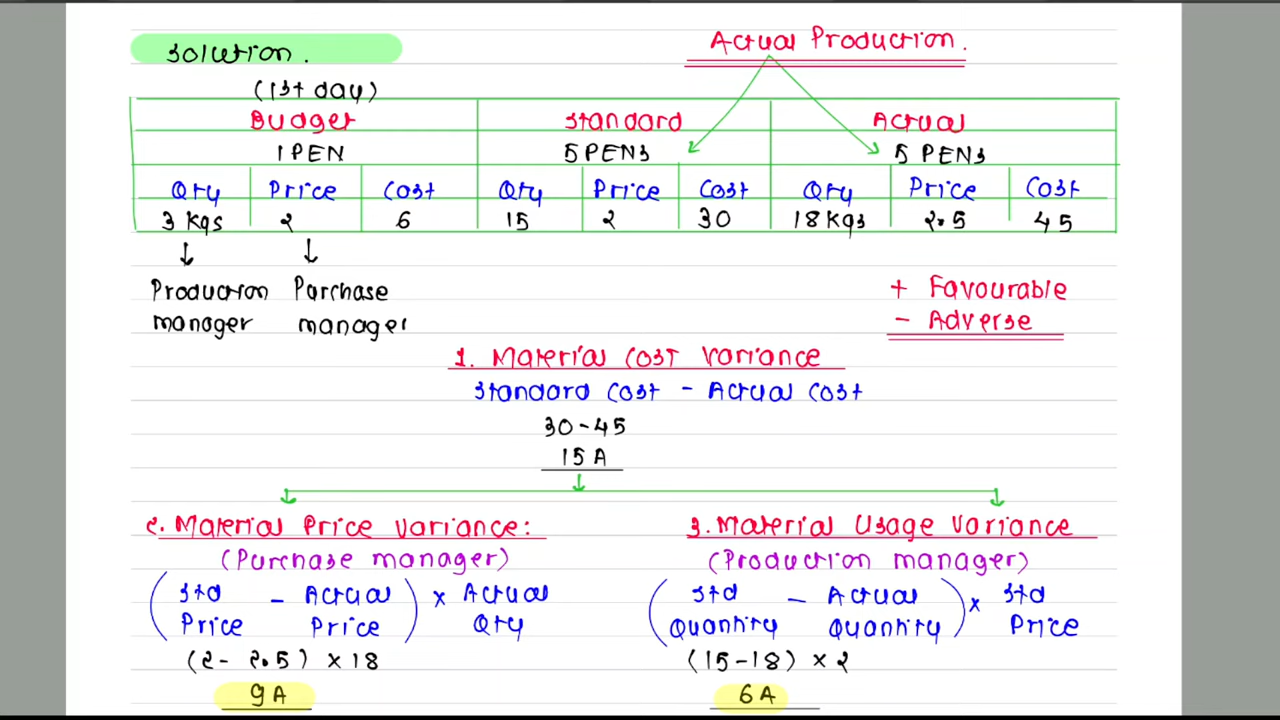 Solution.
Actual Production.
(1st day)
Budget Standard Actual
1 PEN 5 PENS 5 PENS
Qty Price Cost Qty Price Cost Qty Price Cost
3 Kgs 2 6 15 2 30 18 Kgs 2.5 45
↓ ↓
Production manager
Purchase manager
+ Favourable
- Adverse
1. Material Cost Variance
Standard Cost - Actual Cost
30-45
15 A
2. Material Price Variance:
(Purchase manager)
(Std Price - Actual Price) × Actual Qty
(2 - 2.5) × 18
9A
3. Material Usage Variance
(Production manager)
(Std Quantity - Actual Quantity) × Std Price
(15-18) × 2
6A